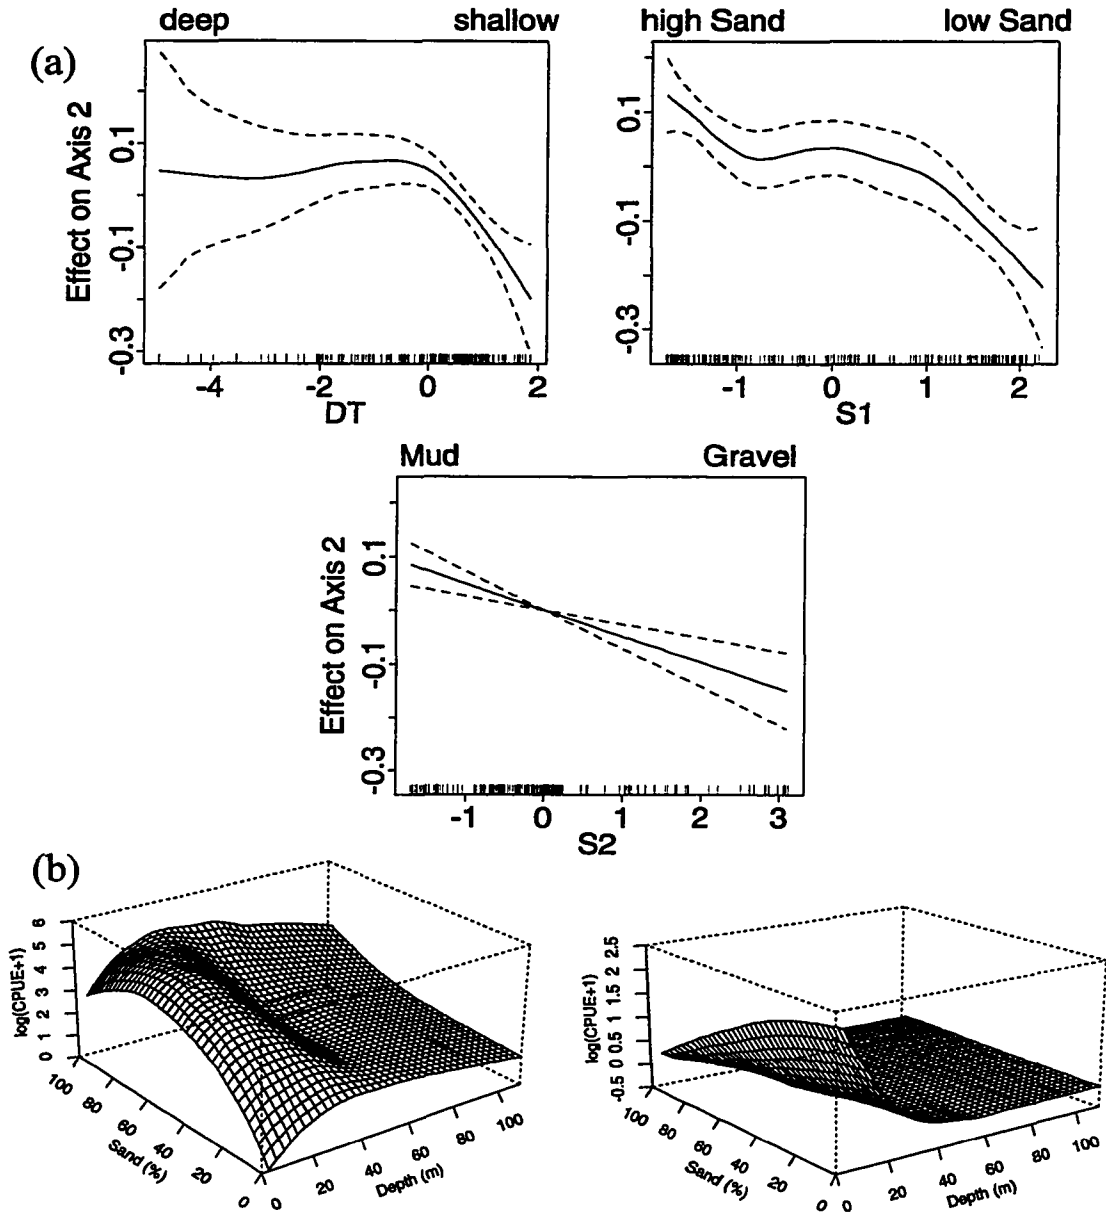 deep shallow high Sand low Sand
(a)
Effect on Axis 2
0.1
-0.1
-0.3
-4 -2 0 2
DT
0.1
-0.1
-0.3
-1 0 1 2
S1
Mud Gravel
Effect on Axis 2
0.1
-0.1
-0.3
-1 0 1 2 3
S2
(b)
log(CPUE+1)
0 1 2 3 4 5 6
100 80 60 40 20 0
Sand (%)
0 20 40 60 80 100
Depth (m)
log(CPUE+1)
-0.5 0 0.5 1 1.5 2 2.5
100 80 60 40 20 0
Sand (%)
0 20 40 60 80 100
Depth (m)